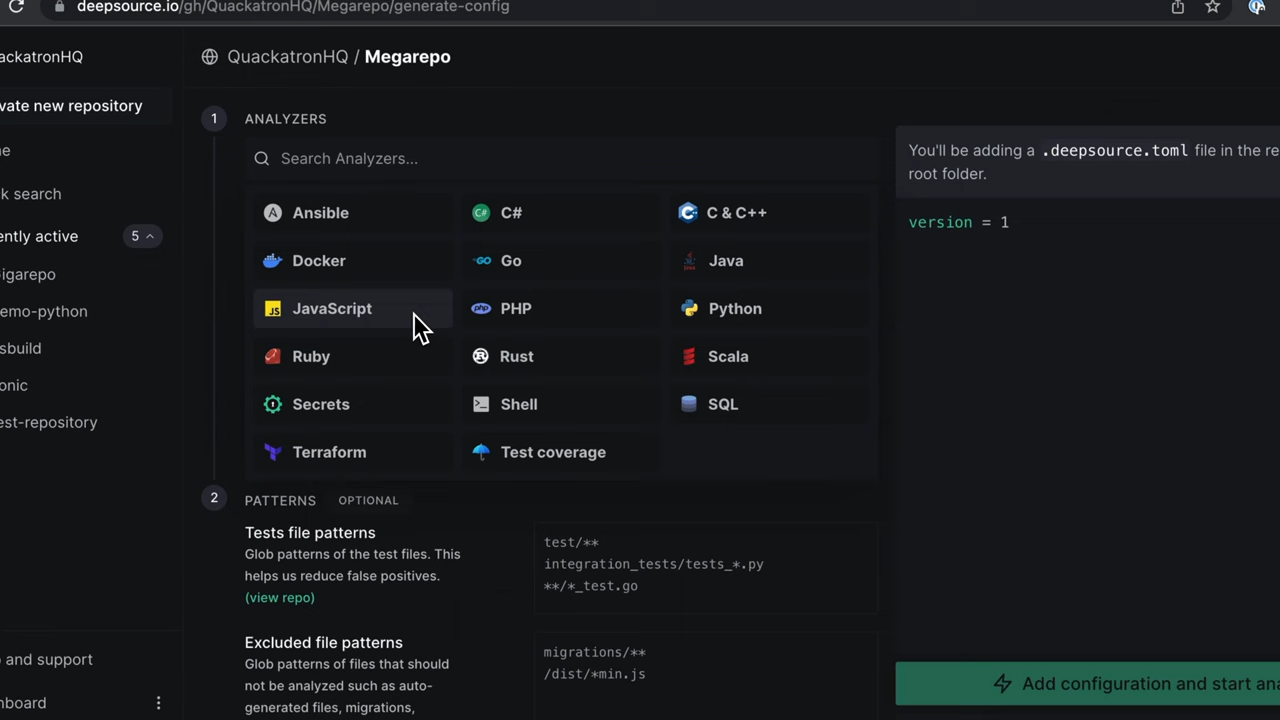 deepsource.io/gh/QuackatronHQ/Megarepo/generate-config
ackatronHQ
vate new repository
ne
k search
ently active
5
igarepo
emo-python
sbuild
onic
est-repository
o and support
hboard
QuackatronHQ / Megarepo
1
ANALYZERS
Search Analyzers...
Ansible
C#
C & C++
Docker
Go
Java
JavaScript
PHP
Python
Ruby
Rust
Scala
Secrets
Shell
SQL
Terraform
Test coverage
2
PATTERNS
OPTIONAL
Tests file patterns
Glob patterns of the test files. This
helps us reduce false positives.
(view repo)
test/**
integration_tests/tests_*.py
**/*_test.go
Excluded file patterns
Glob patterns of files that should
not be analyzed such as auto-
generated files, migrations,
migrations/**
/dist/*min.js
You'll be adding a .deepsource.toml file in the re
root folder.
version = 1
Add configuration and start ana